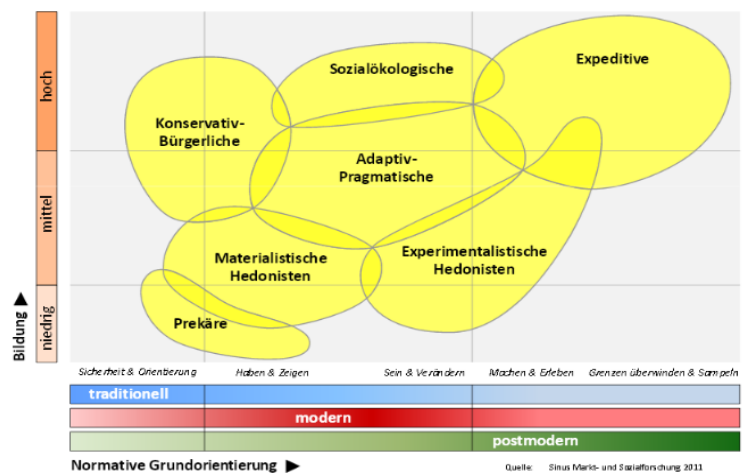 hoch
mittel
niedrig
Bildung ▶
Sozialökologische
Expeditive
Konservativ-
Bürgerliche
Adaptiv-
Pragmatische
Materialistische
Hedonisten
Experimentalistische
Hedonisten
Prekäre
Sicherheit & Orientierung
Haben & Zeigen
Sein & Verändern
Machen & Erleben
Grenzen überwinden & Sampeln
traditionell
modern
postmodern
Normative Grundorientierung ▶
Quelle: Sinus Markt- und Sozialforschung 2011